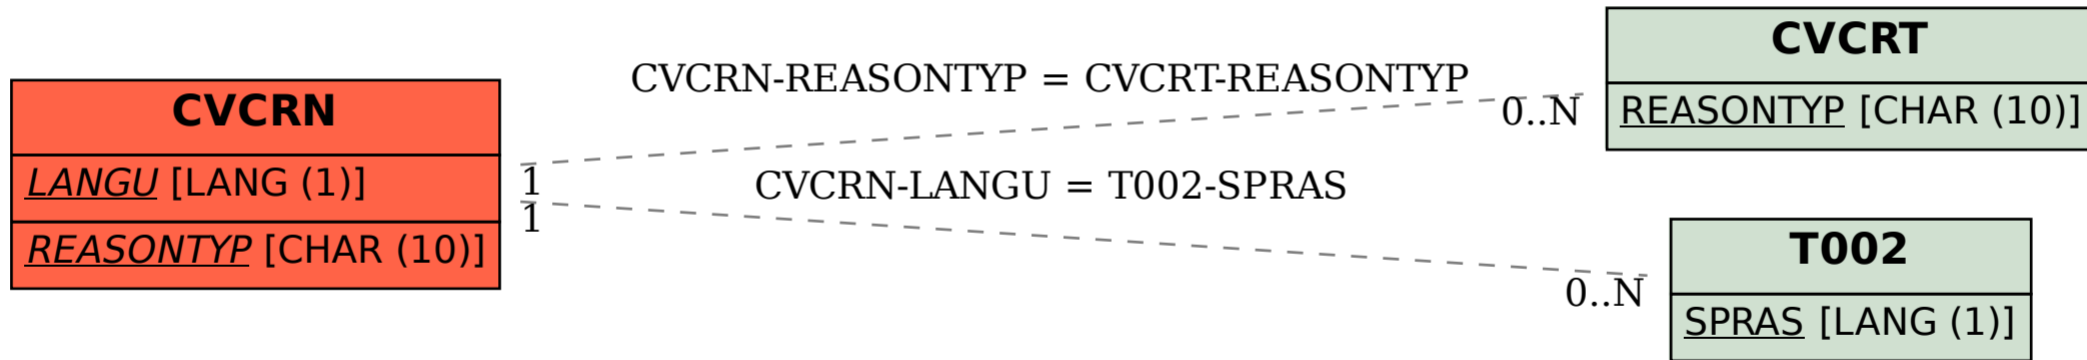 CVCRN
LANGU [LANG (1)]
REASONTYP [CHAR (10)]
CVCRN-REASONTYP = CVCRT-REASONTYP
1
0..N
CVCRN-LANGU = T002-SPRAS
1
0..N
CVCRT
REASONTYP [CHAR (10)]
T002
SPRAS [LANG (1)]